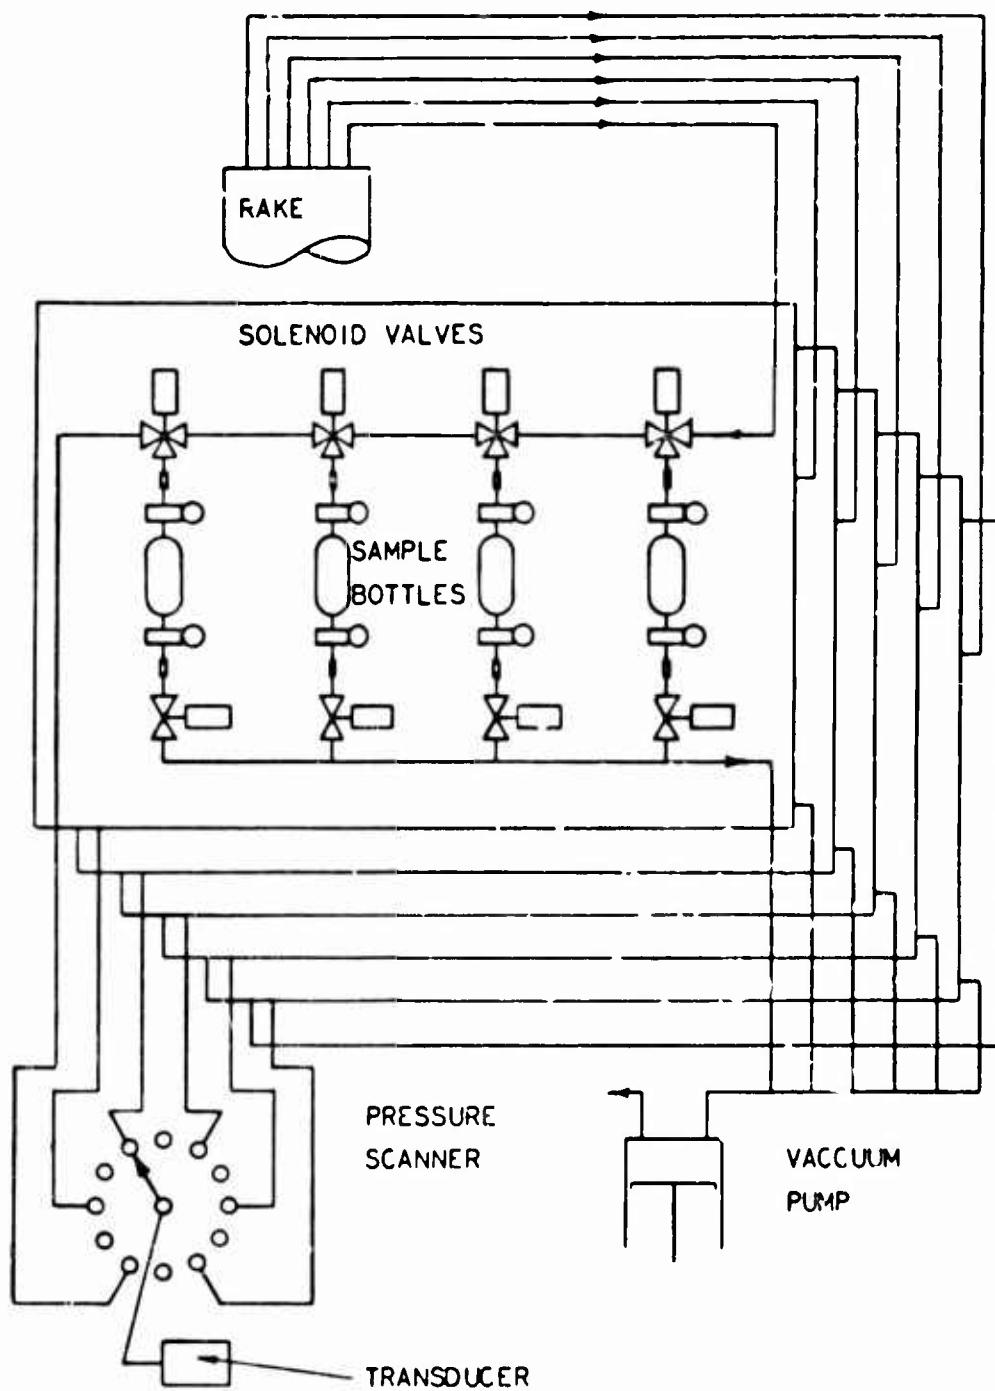 RAKE
SOLENOID VALVES
SAMPLE
BOTTLES
PRESSURE
SCANNER
VACCUUM
PUMP
TRANSDUCER